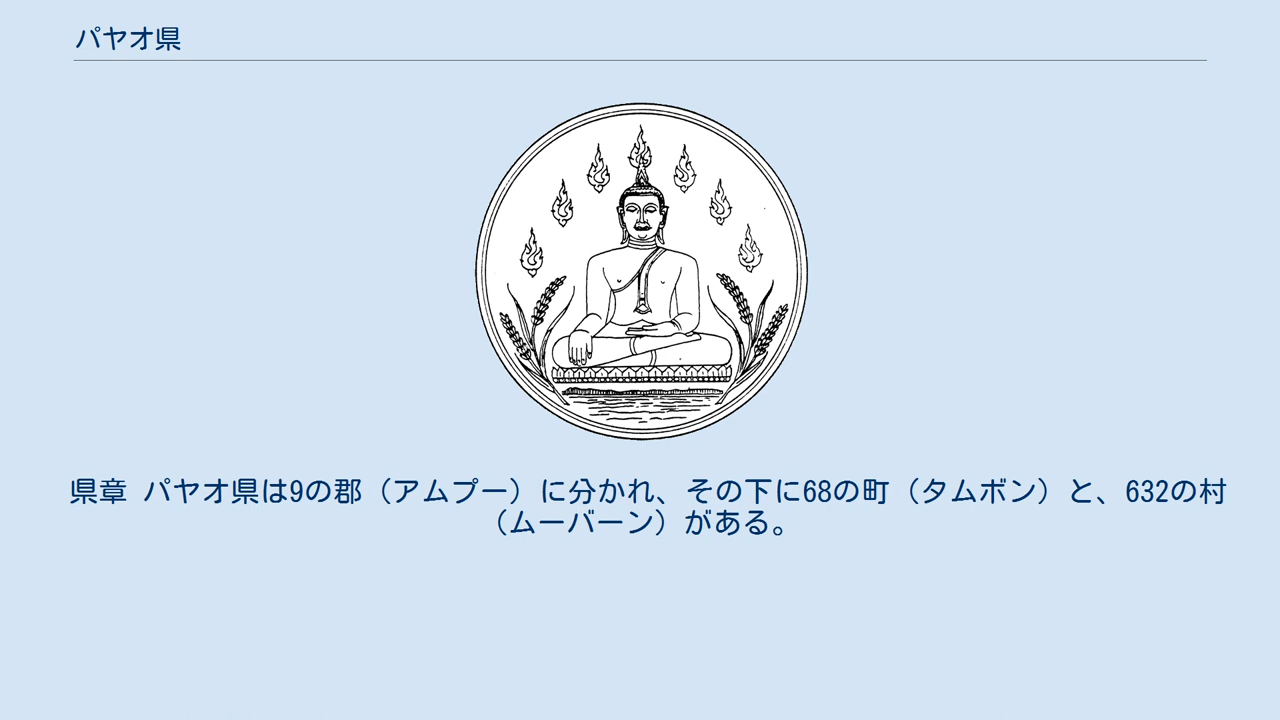 パヤオ県
県章 パヤオ県は9の郡（アムプー）に分かれ、その下に68の町（タムボン）と、632の村
（ムーバーン）がある。